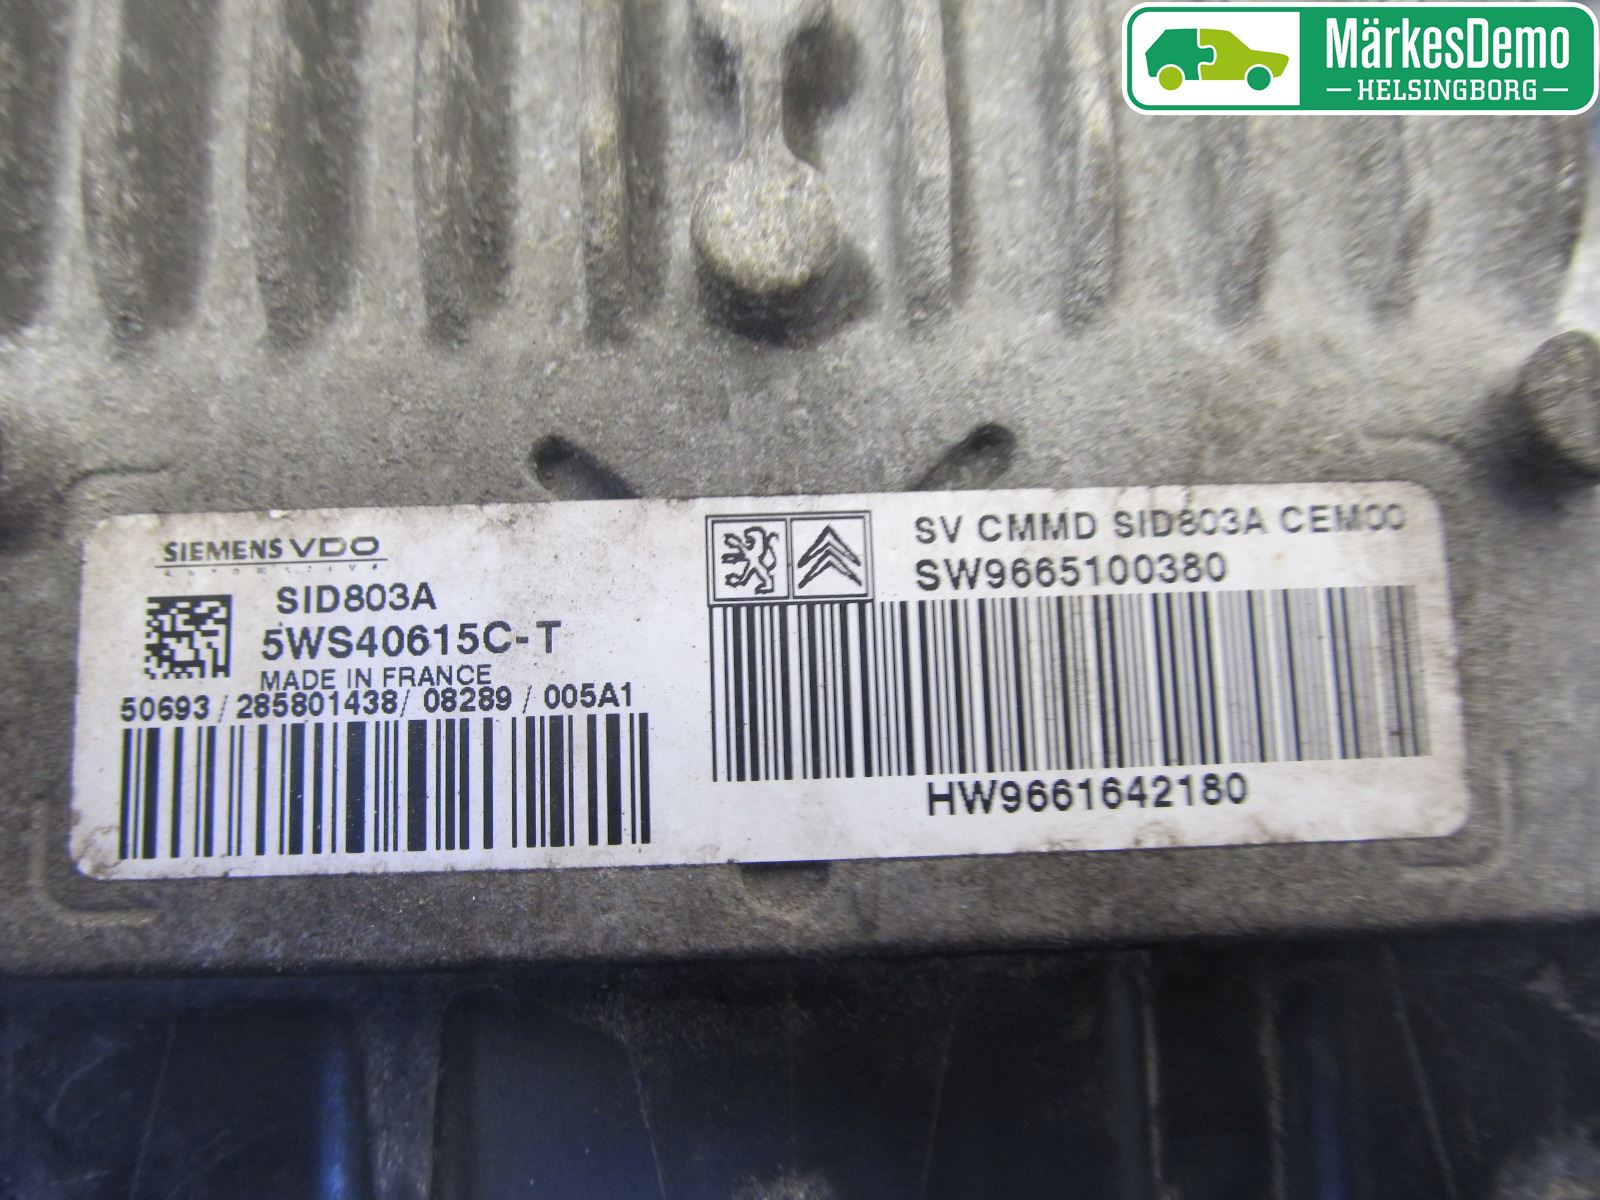 MärkesDemo
HELSINGBORG
SIEMENS VDO
AUTOMOTIVE
SID803A
5WS40615C-T
MADE IN FRANCE
50693 / 285801438 / 08289 / 005A1
SV CMMD SID803A CEM00
SW9665100380
HW9661642180